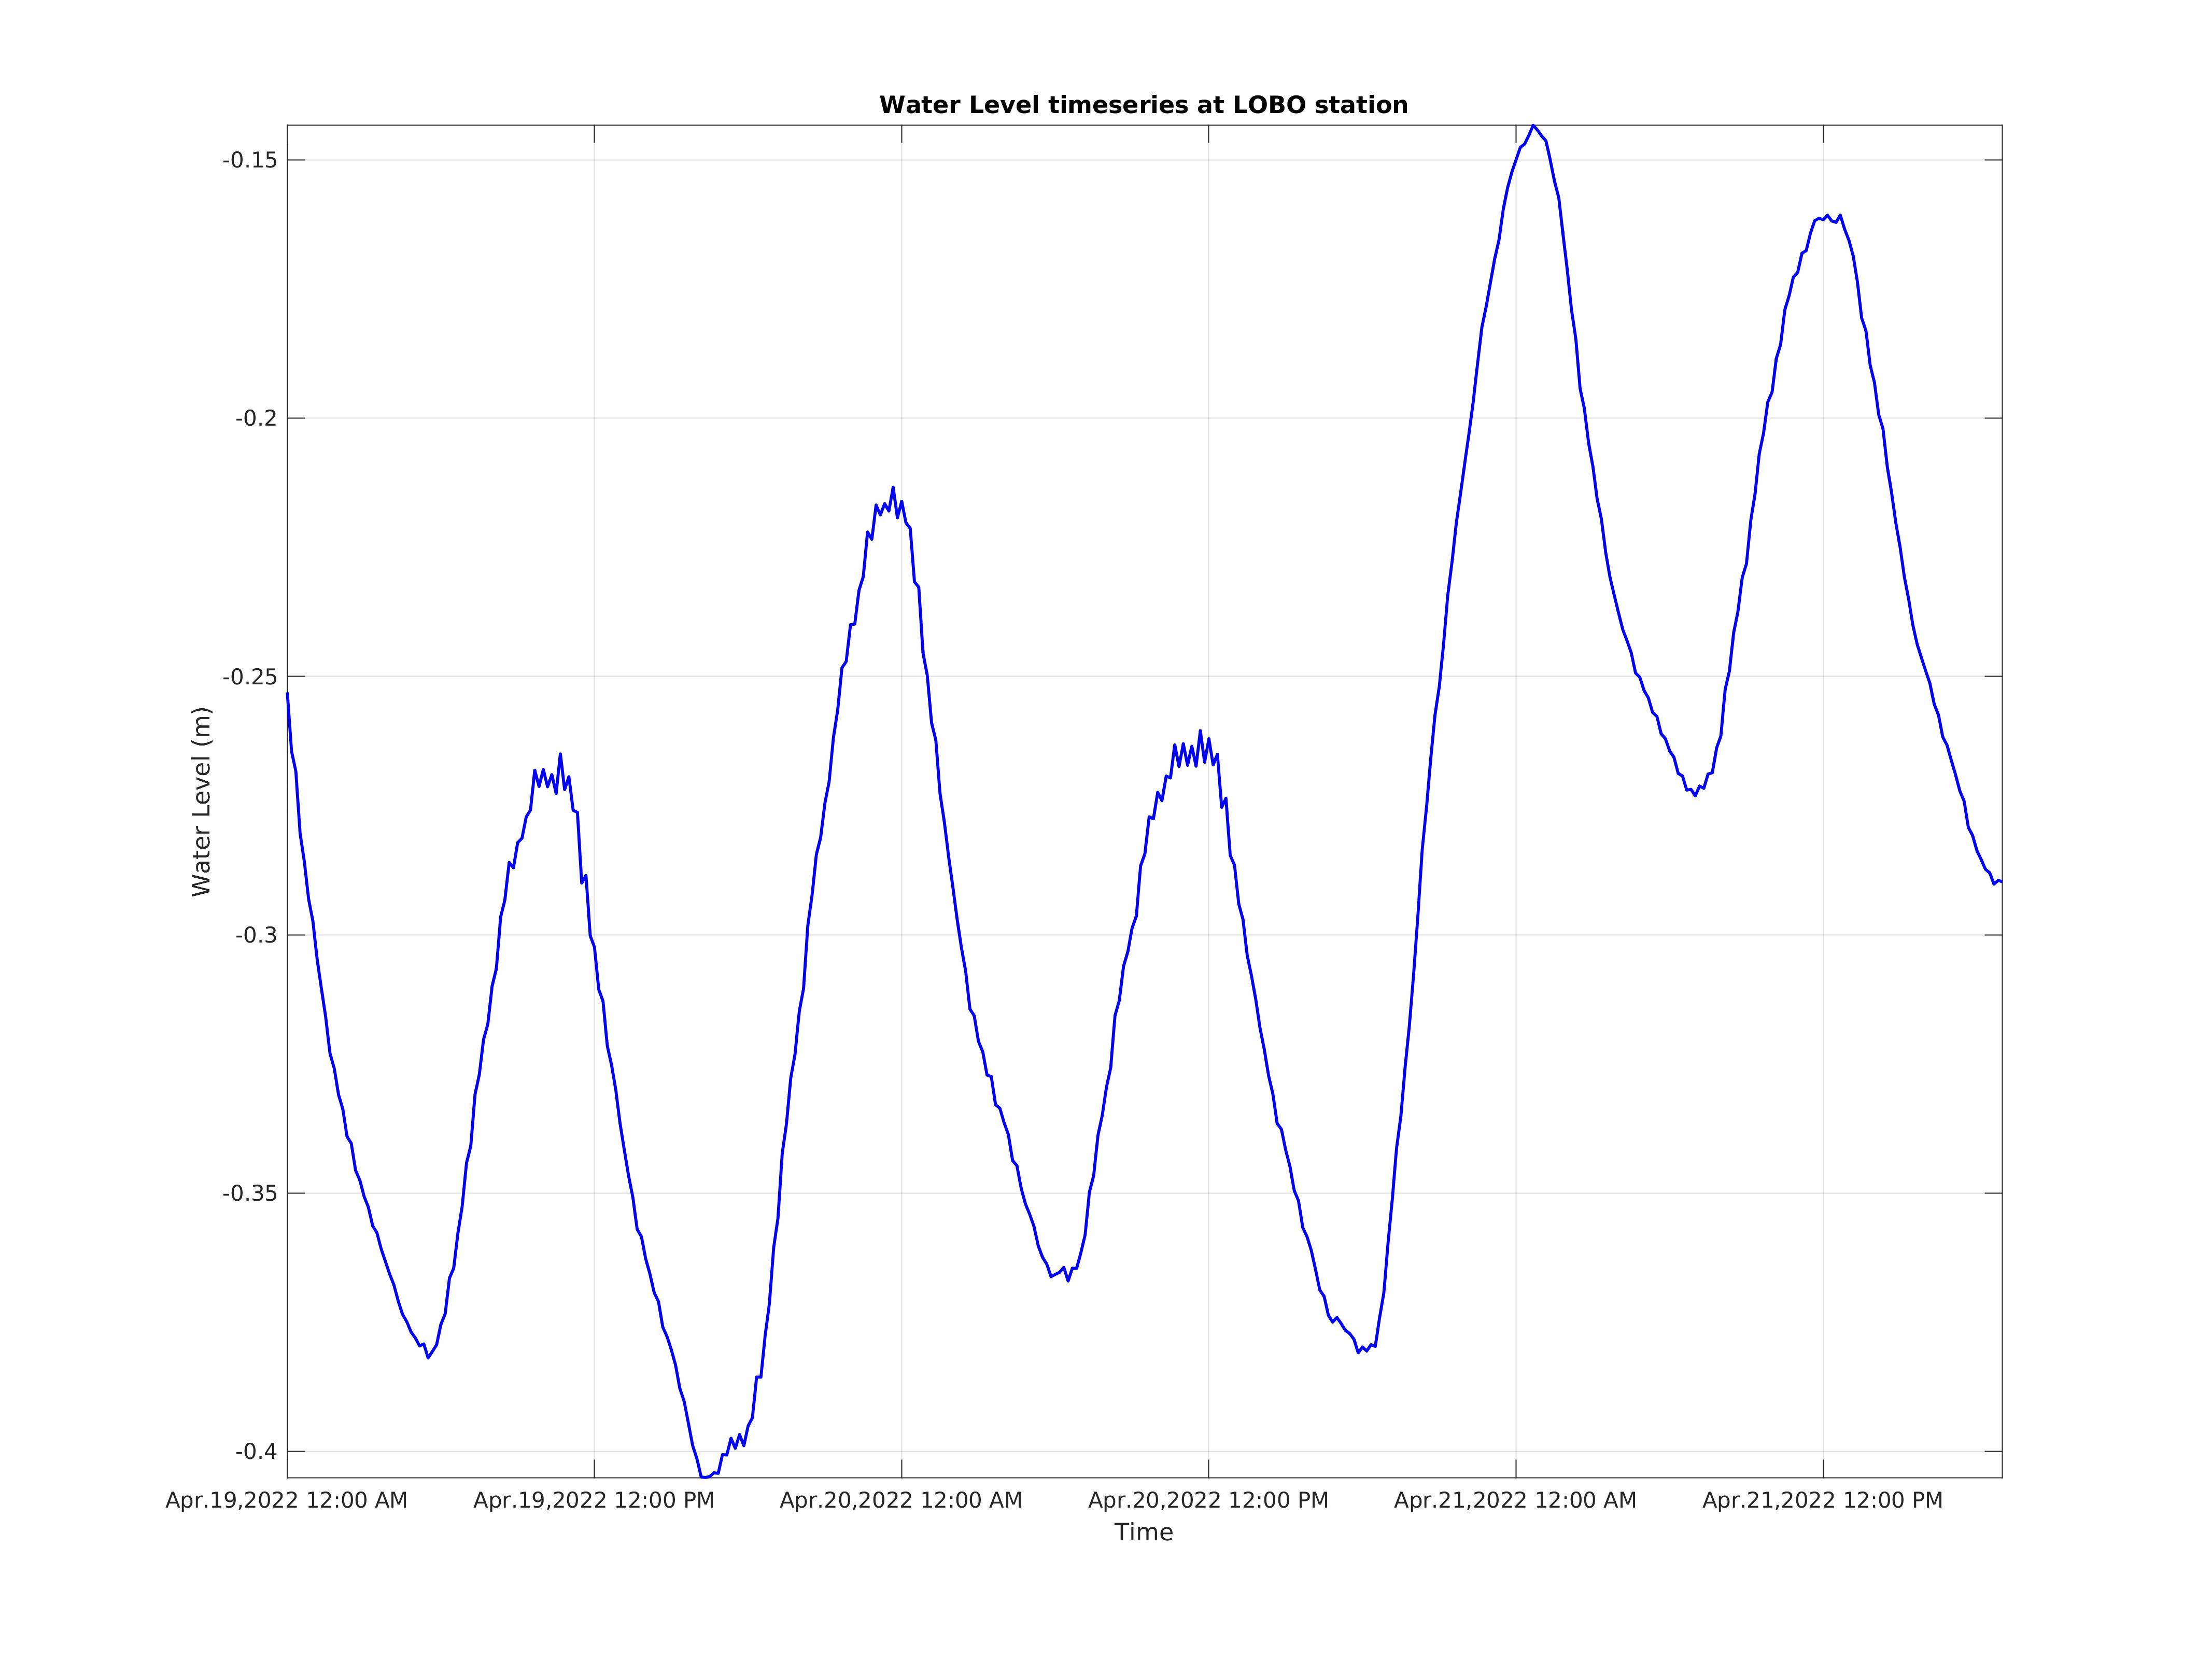 Water Level timeseries at LOBO station
-0.15
-0.2
-0.25
-0.3
-0.35
-0.4
Water Level (m)
Apr.19,2022 12:00 AM
Apr.19,2022 12:00 PM
Apr.20,2022 12:00 AM
Apr.20,2022 12:00 PM
Apr.21,2022 12:00 AM
Apr.21,2022 12:00 PM
Time